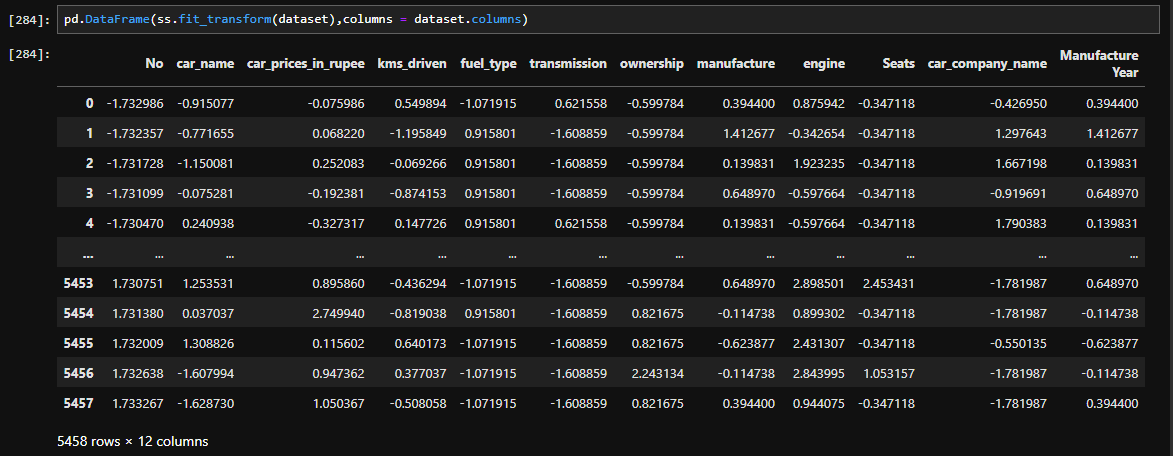 [284]: pd.DataFrame(ss.fit_transform(dataset),columns = dataset.columns)
[284]:
No car_name car_prices_in_rupee kms_driven fuel_type transmission ownership manufacture engine Seats car_company_name Manufacture Year
0 -1.732986 -0.915077 -0.075986 0.549894 -1.071915 0.621558 -0.599784 0.394400 0.875942 -0.347118 -0.426950 0.394400
1 -1.732357 -0.771655 0.068220 -1.195849 0.915801 -1.608859 -0.599784 1.412677 -0.342654 -0.347118 1.297643 1.412677
2 -1.731728 -1.150081 0.252083 -0.069266 0.915801 -1.608859 -0.599784 0.139831 1.923235 -0.347118 1.667198 0.139831
3 -1.731099 -0.075281 -0.192381 -0.874153 0.915801 -1.608859 -0.599784 0.648970 -0.597664 -0.347118 -0.919691 0.648970
4 -1.730470 0.240938 -0.327317 0.147726 0.915801 0.621558 -0.599784 0.139831 -0.597664 -0.347118 1.790383 0.139831
... ... ... ... ... ... ... ... ... ... ... ... ...
5453 1.730751 1.253531 0.895860 -0.436294 -1.071915 -1.608859 -0.599784 0.648970 2.898501 2.453431 -1.781987 0.648970
5454 1.731380 0.037037 2.749940 -0.819038 0.915801 -1.608859 0.821675 -0.114738 0.899302 -0.347118 -1.781987 -0.114738
5455 1.732009 1.308826 0.115602 0.640173 -1.071915 -1.608859 0.821675 -0.623877 2.431307 -0.347118 -0.550135 -0.623877
5456 1.732638 -1.607994 0.947362 0.377037 -1.071915 -1.608859 2.243134 -0.114738 2.843995 1.053157 -1.781987 -0.114738
5457 1.733267 -1.628730 1.050367 -0.508058 -1.071915 -1.608859 0.821675 0.394400 0.944075 -0.347118 -1.781987 0.394400
5458 rows × 12 columns